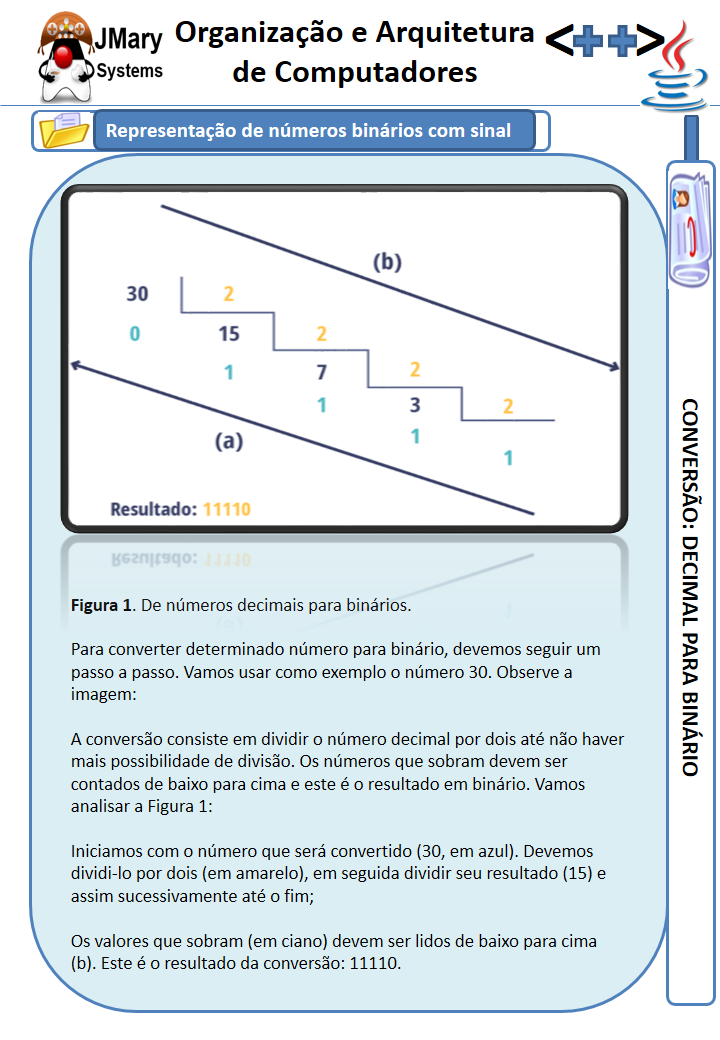 JMary
Systems
Organização e Arquitetura
de Computadores
<++>
Representação de números binários com sinal
(b)
30 2
0 15 2
1 7 2
1 3 2
1 1
(a)
Resultado: 11110
Resultado: 11110
(a)
Figura 1. De números decimais para binários.
Para converter determinado número para binário, devemos seguir um
passo a passo. Vamos usar como exemplo o número 30. Observe a
imagem:
A conversão consiste em dividir o número decimal por dois até não haver
mais possibilidade de divisão. Os números que sobram devem ser
contados de baixo para cima e este é o resultado em binário. Vamos
analisar a Figura 1:
Iniciamos com o número que será convertido (30, em azul). Devemos
dividi-lo por dois (em amarelo), em seguida dividir seu resultado (15) e
assim sucessivamente até o fim;
Os valores que sobram (em ciano) devem ser lidos de baixo para cima
(b). Este é o resultado da conversão: 11110.
CONVERSÃO: DECIMAL PARA BINÁRIO